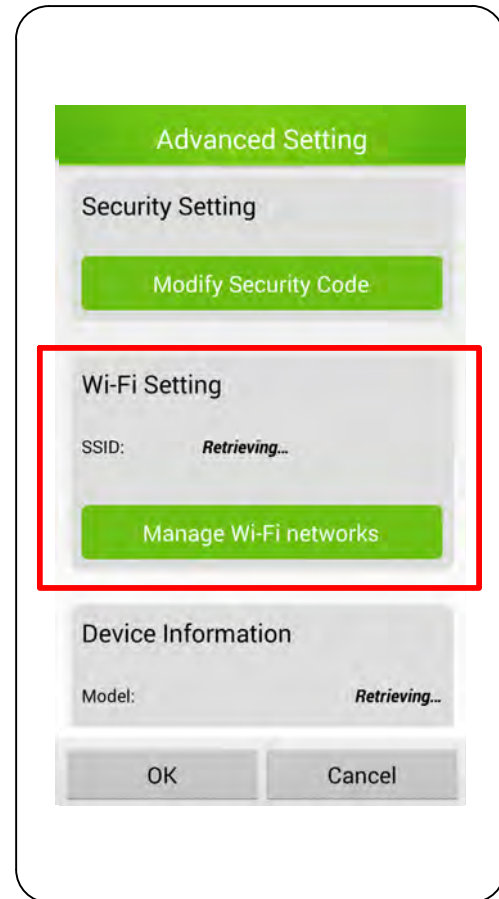 Advanced Setting
Security Setting
Modify Security Code
Wi-Fi Setting
SSID: Retrieving...
Manage Wi-Fi networks
Device Information
Model: Retrieving...
OK Cancel